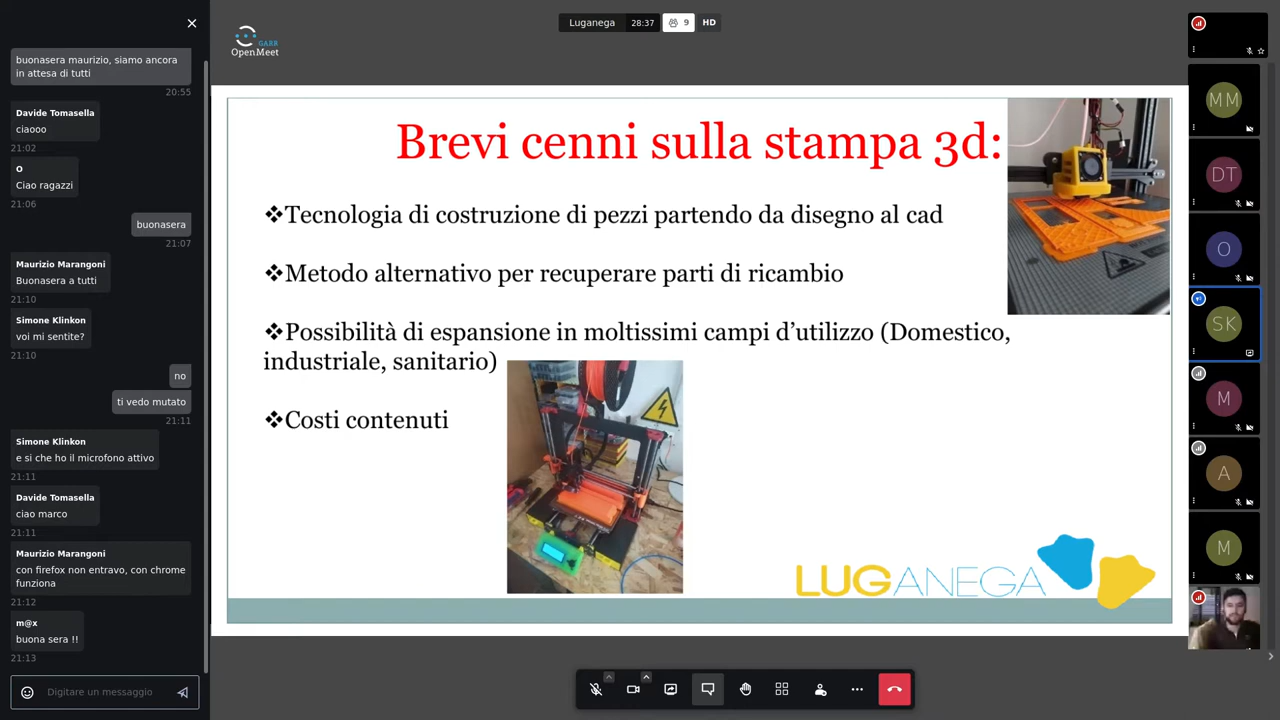 Luganega
28:37
9
HD
GARR
OpenMeet
buonasera maurizio, siamo ancora
in attesa di tutti
20:55
Davide Tomasella
ciaooo
21:02
O
Ciao ragazzi
21:06
buonasera
21:07
Maurizio Marangoni
Buonasera a tutti
21:10
Simone Klinkon
voi mi sentite?
21:10
no
ti vedo mutato
21:11
Simone Klinkon
e si che ho il microfono attivo
21:11
Davide Tomasella
ciao marco
21:11
Maurizio Marangoni
con firefox non entravo, con chrome
funziona
21:12
m@x
buona sera !!
21:13
Digitare un messaggio
Brevi cenni sulla stampa 3d:
❖Tecnologia di costruzione di pezzi partendo da disegno al cad
❖Metodo alternativo per recuperare parti di ricambio
❖Possibilità di espansione in moltissimi campi d’utilizzo (Domestico,
industriale, sanitario)
❖Costi contenuti
LUGANEGA
MM
DT
O
SK
M
A
M